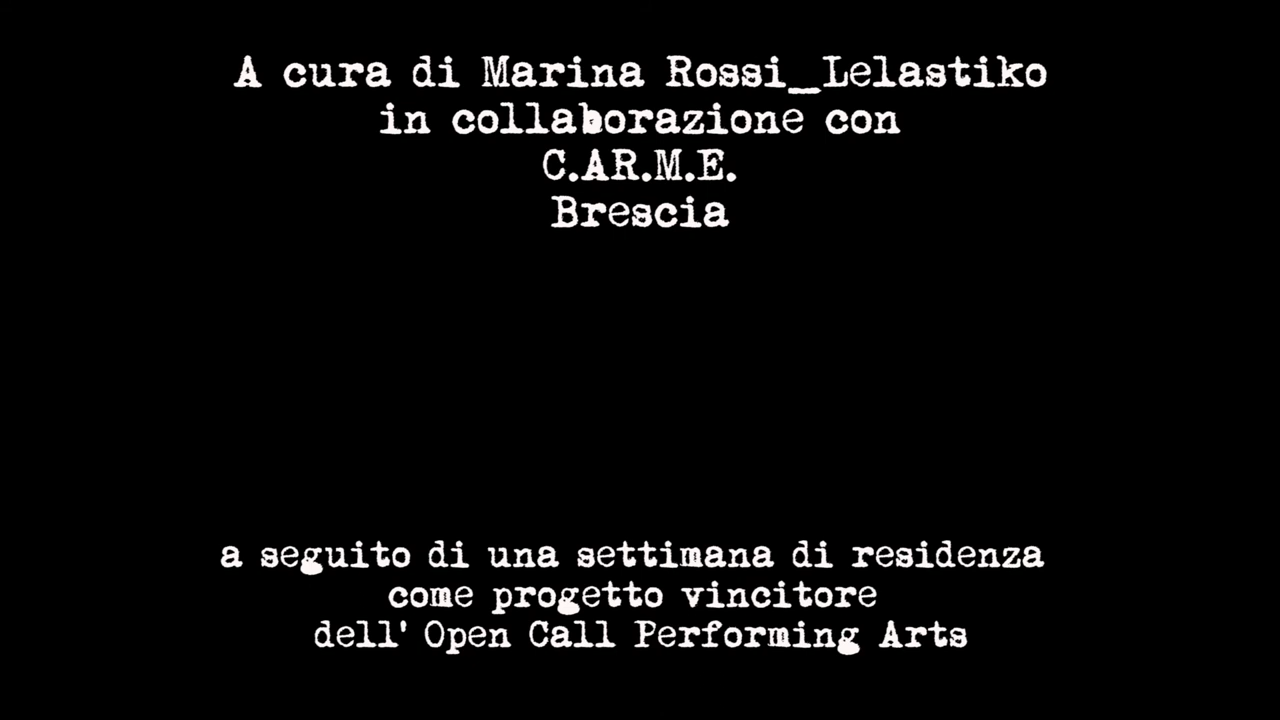 A cura di Marina Rossi_Lelastiko
in collaborazione con
C.AR.M.E.
Brescia
a seguito di una settimana di residenza
come progetto vincitore
dell' Open Call Performing Arts